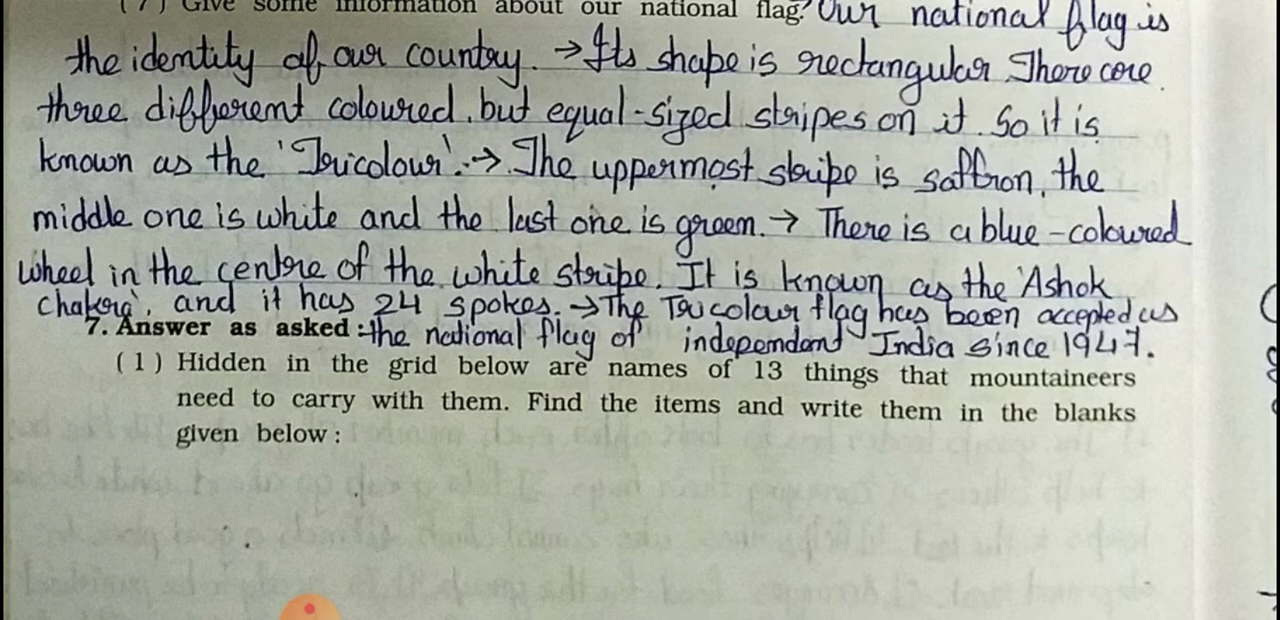 (7) Give some information about our national flag. Our national flag is
the identity of our country. → Its shape is rectangular There are
three different coloured, but equal-sized stripes on it. So it is
known as the 'Tricolour'. → The uppermost stripe is saffron, the
middle one is white and the last one is green. → There is a blue-coloured
wheel in the centre of the white stripe. It is known as the 'Ashok
chakra', and it has 24 spokes. → The Tricolour flag has been accepted as
7. Answer as asked : the national flag of independent India since 1947.
(1) Hidden in the grid below are names of 13 things that mountaineers
need to carry with them. Find the items and write them in the blanks
given below :